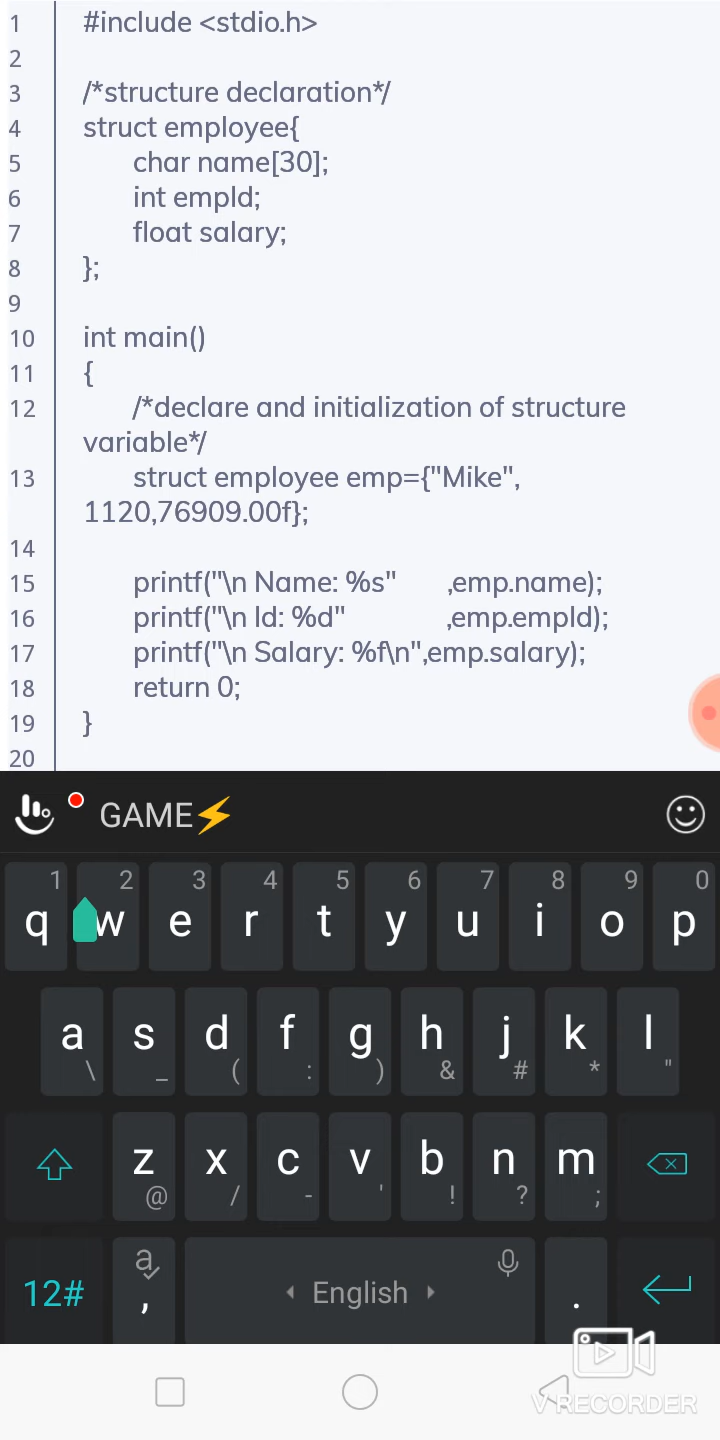 1 #include <stdio.h>
2
3 /*structure declaration*/
4 struct employee{
5 char name[30];
6 int empId;
7 float salary;
8 };
9
10 int main()
11 {
12 /*declare and initialization of structure
variable*/
13 struct employee emp={"Mike",
1120,76909.00f};
14
15 printf("\n Name: %s" ,emp.name);
16 printf("\n Id: %d" ,emp.empId);
17 printf("\n Salary: %f\n",emp.salary);
18 return 0;
19 }
20
GAME⚡
1 2 3 4 5 6 7 8 9 0
q w e r t y u i o p
a s d f g h j k l
\ _ ( : ) & # * "
z x c v b n m
@ / - ' ! ? ;
12# a , English .
V RECORDER